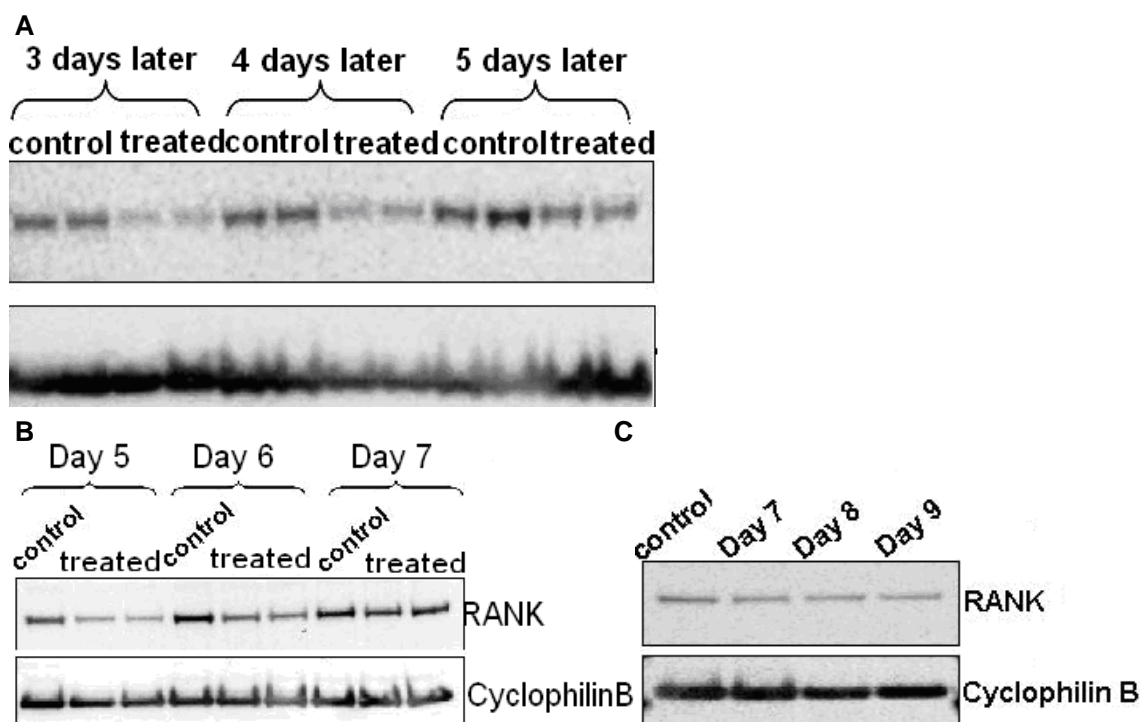 A
3 days later 4 days later 5 days later
control treated control treated control treated
B
Day 5 Day 6 Day 7
control treated control treated control treated
RANK
CyclophilinB
C
control Day 7 Day 8 Day 9
RANK
Cyclophilin B